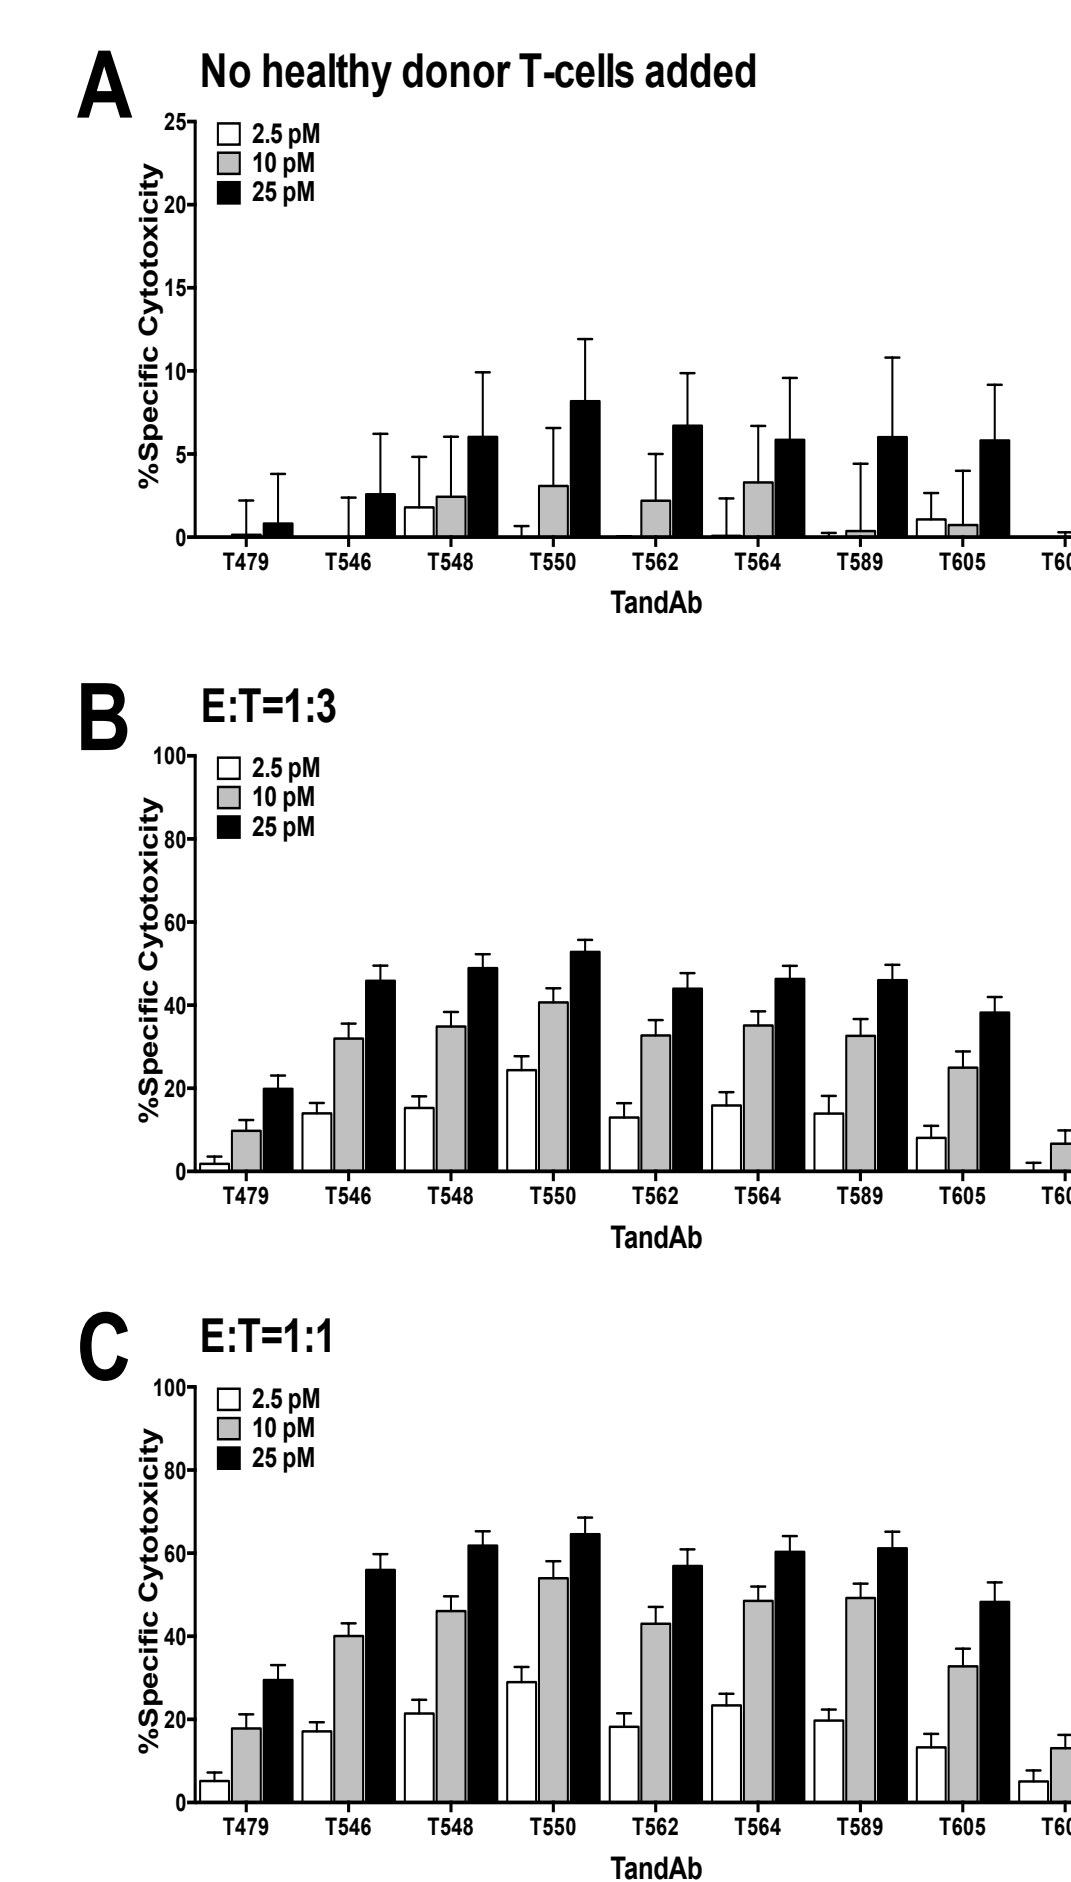 A
No healthy donor T-cells added
2.5 pM
10 pM
25 pM
%Specific Cytotoxicity
25
20
15
10
5
0
T479 T546 T548 T550 T562 T564 T589 T605
TandAb
B
E:T=1:3
2.5 pM
10 pM
25 pM
%Specific Cytotoxicity
100
80
60
40
20
0
T479 T546 T548 T550 T562 T564 T589 T605
TandAb
C
E:T=1:1
2.5 pM
10 pM
25 pM
%Specific Cytotoxicity
100
80
60
40
20
0
T479 T546 T548 T550 T562 T564 T589 T605
TandAb